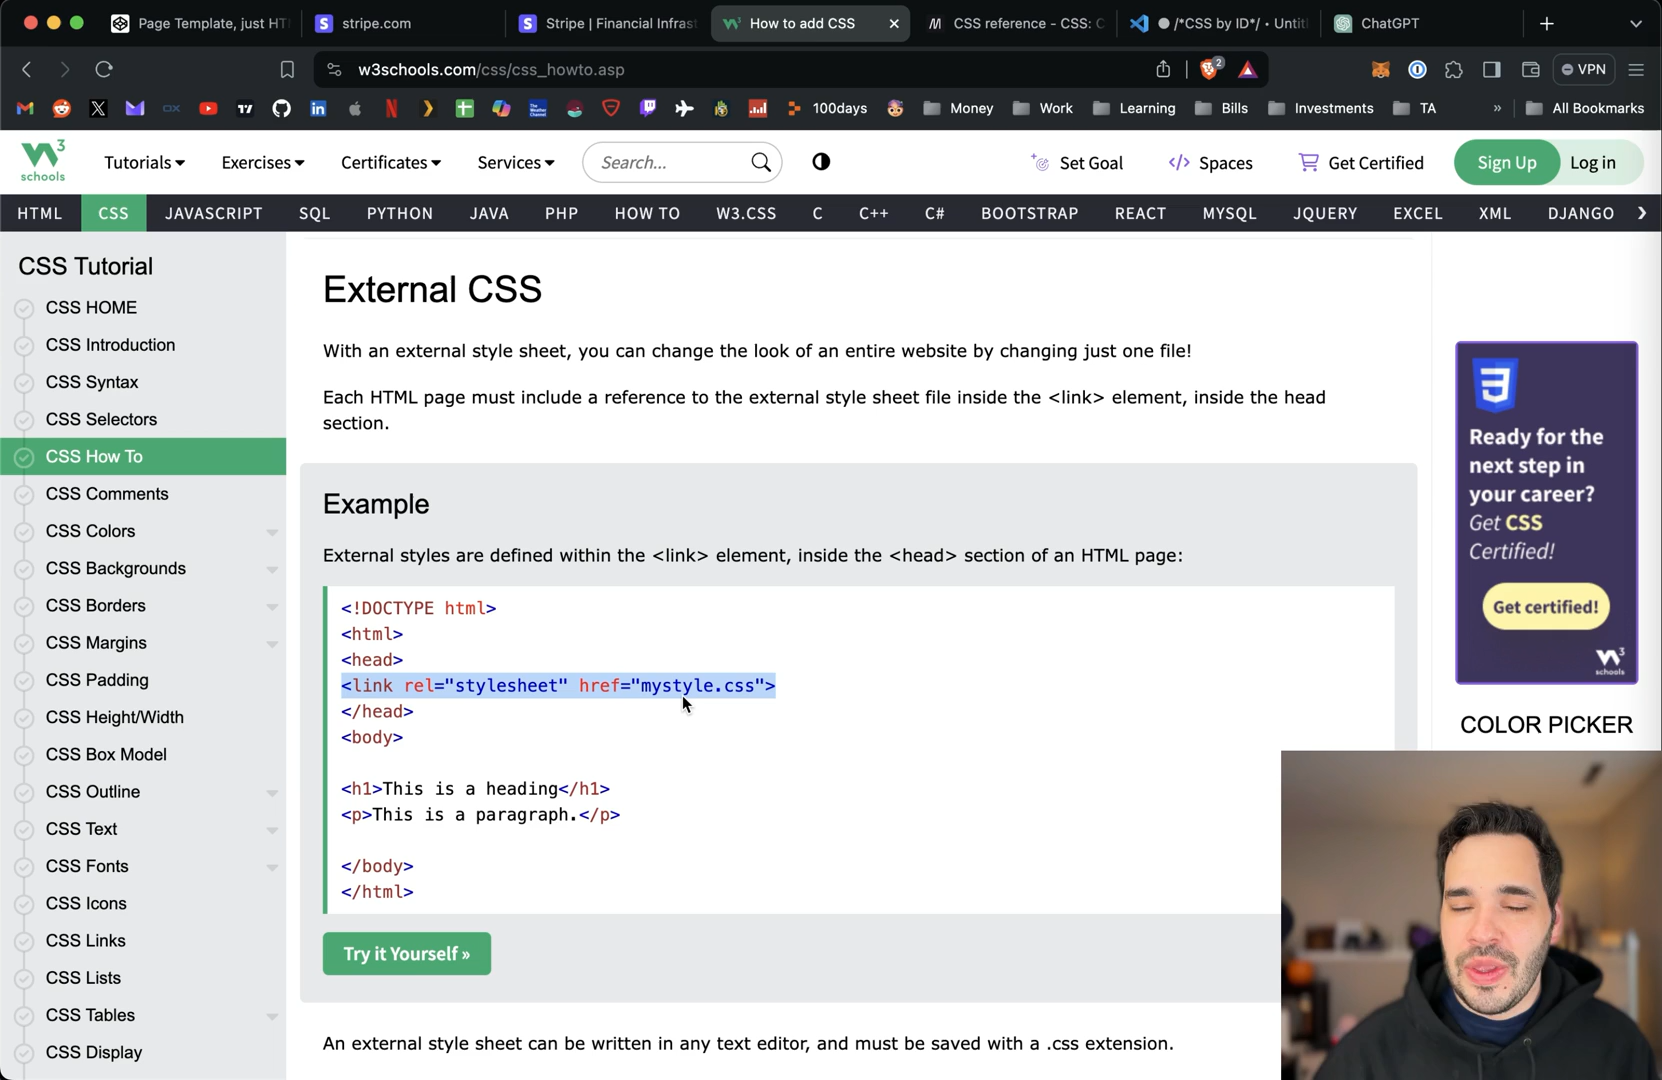 Page Template, just HT
stripe.com
Stripe | Financial Infrast
How to add CSS
CSS reference - CSS: C
/*CSS by ID*/ • Untit
ChatGPT
w3schools.com/css/css_howto.asp
2
VPN
100days
Money
Work
Learning
Bills
Investments
TA
»
All Bookmarks
W3 schools
Tutorials
Exercises
Certificates
Services
Search...
Set Goal
</> Spaces
Get Certified
Sign Up
Log in
HTML
CSS
JAVASCRIPT
SQL
PYTHON
JAVA
PHP
HOW TO
W3.CSS
C
C++
C#
BOOTSTRAP
REACT
MYSQL
JQUERY
EXCEL
XML
DJANGO
CSS Tutorial
CSS HOME
CSS Introduction
CSS Syntax
CSS Selectors
CSS How To
CSS Comments
CSS Colors
CSS Backgrounds
CSS Borders
CSS Margins
CSS Padding
CSS Height/Width
CSS Box Model
CSS Outline
CSS Text
CSS Fonts
CSS Icons
CSS Links
CSS Lists
CSS Tables
CSS Display
External CSS
With an external style sheet, you can change the look of an entire website by changing just one file!
Each HTML page must include a reference to the external style sheet file inside the <link> element, inside the head
section.
Example
External styles are defined within the <link> element, inside the <head> section of an HTML page:
<!DOCTYPE html>
<html>
<head>
<link rel="stylesheet" href="mystyle.css">
</head>
<body>
<h1>This is a heading</h1>
<p>This is a paragraph.</p>
</body>
</html>
Try it Yourself »
An external style sheet can be written in any text editor, and must be saved with a .css extension.
3
Ready for the
next step in
your career?
Get CSS
Certified!
Get certified!
W3 schools
COLOR PICKER